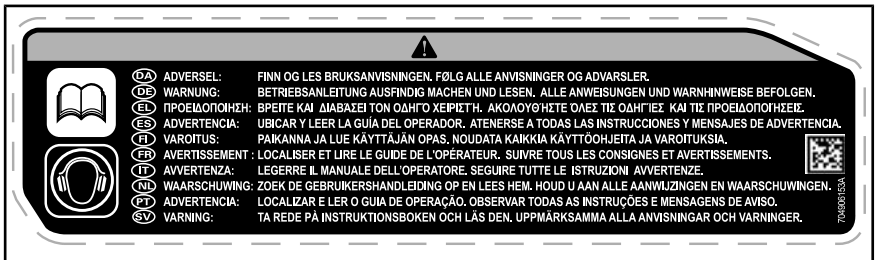 DA ADVERSEL: FINN OG LES BRUKSANVISNINGEN. FØLG ALLE ANVISNINGER OG ADVARSLER.
DE WARNUNG: BETRIEBSANLEITUNG AUSFINDIG MACHEN UND LESEN. ALLE ANWEISUNGEN UND WARNHINWEISE BEFOLGEN.
EL ΠΡΟΕΙΔΟΠΟΙΗΣΗ: ΒΡΕΙΤΕ ΚΑΙ ΔΙΑΒΑΣΕΙ ΤΟΝ ΟΔΗΓΟ ΧΕΙΡΙΣΤΗ. ΑΚΟΛΟΥΘΗΣΤΕ ΌΛΕΣ ΤΙΣ ΟΔΗΓΊΕΣ ΚΑΙ ΤΙΣ ΠΡΟΕΙΔΟΠΟΙΉΣΕΙΣ.
ES ADVERTENCIA: UBICAR Y LEER LA GUÍA DEL OPERADOR. ATENERSE A TODAS LAS INSTRUCCIONES Y MENSAJES DE ADVERTENCIA.
FI VAROITUS: PAIKANNA JA LUE KÄYTTÄJÄN OPAS. NOUDATA KAIKKIA KÄYTTÖOHJEITA JA VAROITUKSIA.
FR AVERTISSEMENT : LOCALISER ET LIRE LE GUIDE DE L'OPÉRATEUR. SUIVRE TOUS LES CONSIGNES ET AVERTISSEMENTS.
IT AVVERTENZA: LEGERRE IL MANUALE DELL'OPERATORE. SEGUIRE TUTTE LE ISTRUZIONI AVVERTENZE.
NL WAARSCHUWING: ZOEK DE GEBRUIKERSHANDLEIDING OP EN LEES HEM. HOUD U AAN ALLE AANWIJZINGEN EN WAARSCHUWINGEN.
PT ADVERTENCIA: LOCALIZAR E LER O GUIA DE OPERAÇÃO. OBSERVAR TODAS AS INSTRUÇÕES E MENSAGENS DE AVISO.
SV VARNING: TA REDE PÅ INSTRUKTIONSBOKEN OCH LÄS DEN. UPPMÄRKSAMMA ALLA ANVISNINGAR OCH VARNINGER.
704906153A